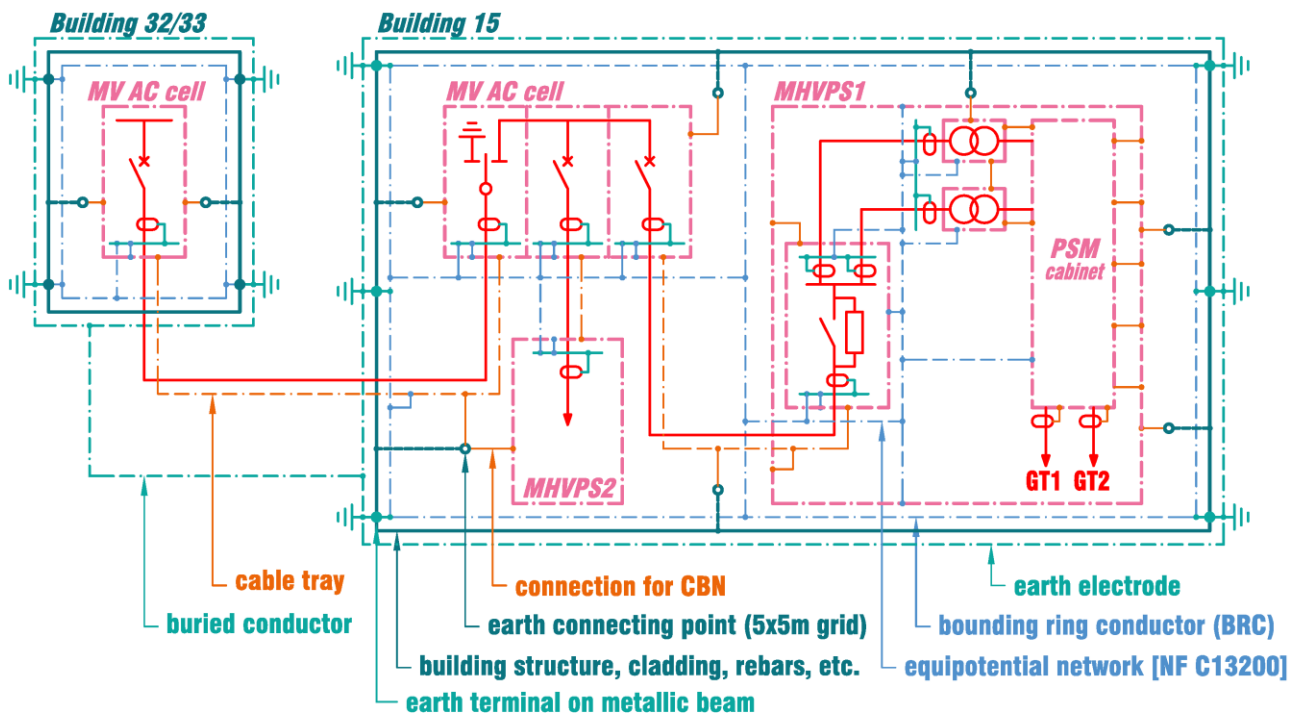 Building 32/33
Building 15
MV AC cell
MV AC cell
MHVPS1
PSM
cabinet
MHVPS2
GT1
GT2
cable tray
connection for CBN
earth electrode
buried conductor
earth connecting point (5x5m grid)
bounding ring conductor (BRC)
building structure, cladding, rebars, etc.
equipotential network [NF C13200]
earth terminal on metallic beam